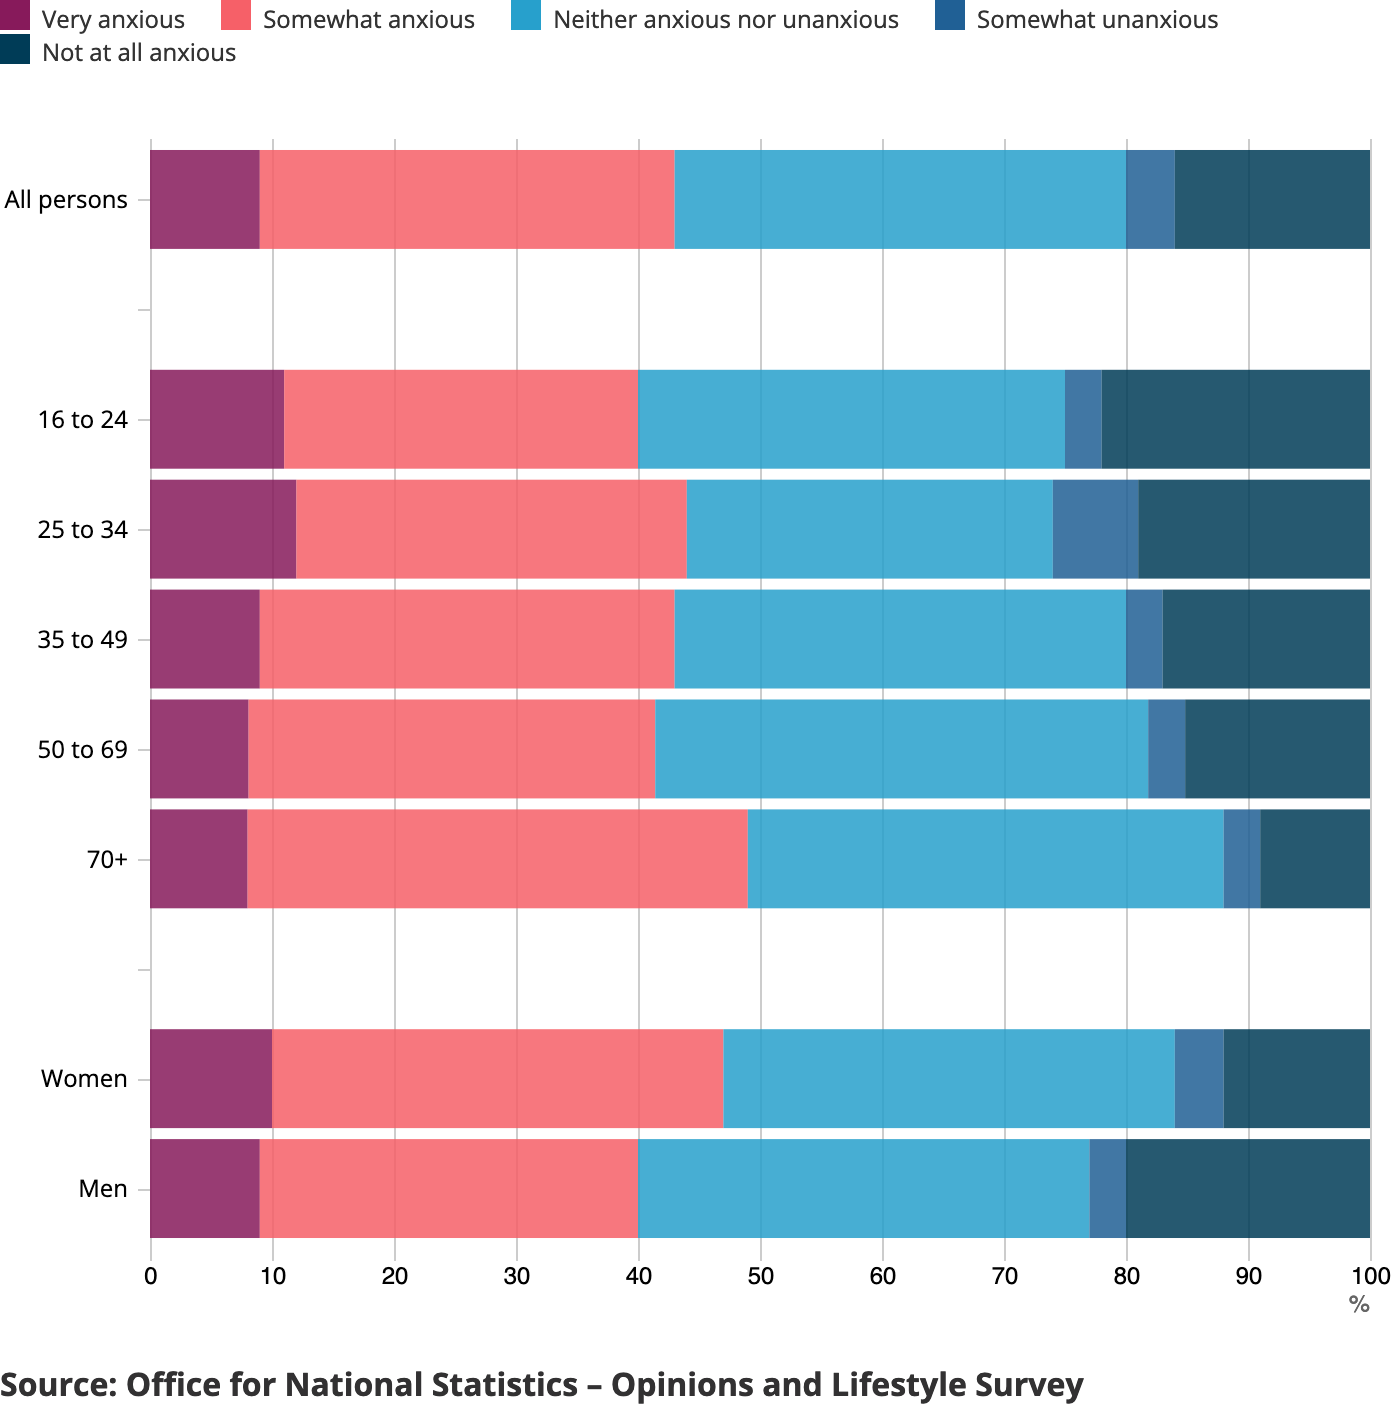 Very anxious Somewhat anxious Neither anxious nor unanxious Somewhat unanxious
Not at all anxious
All persons
16 to 24
25 to 34
35 to 49
50 to 69
70+
Women
Men
0 10 20 30 40 50 60 70 80 90 100
%
Source: Office for National Statistics – Opinions and Lifestyle Survey